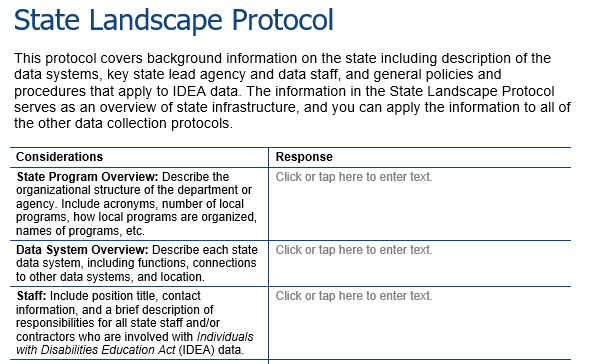 State Landscape Protocol
This protocol covers background information on the state including description of the
data systems, key state lead agency and data staff, and general policies and
procedures that apply to IDEA data. The information in the State Landscape Protocol
serves as an overview of state infrastructure, and you can apply the information to all of
the other data collection protocols.
Considerations
Response
State Program Overview: Describe the
organizational structure of the department or
agency. Include acronyms, number of local
programs, how local programs are organized,
names of programs, etc.
Click or tap here to enter text.
Data System Overview: Describe each state
data system, including functions, connections
to other data systems, and location.
Click or tap here to enter text.
Staff: Include position title, contact
information, and a brief description of
responsibilities for all state staff and/or
contractors who are involved with Individuals
with Disabilities Education Act (IDEA) data.
Click or tap here to enter text.